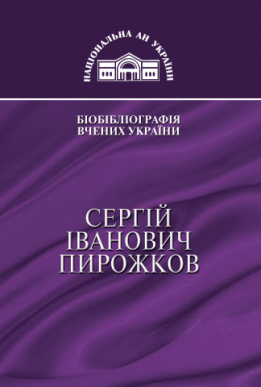 НАЦІОНАЛЬНА АН УКРАЇНИ
БІОБІБЛІОГРАФІЯ
ВЧЕНИХ УКРАЇНИ
СЕРГІЙ
ІВАНОВИЧ
ПИРОЖКОВ